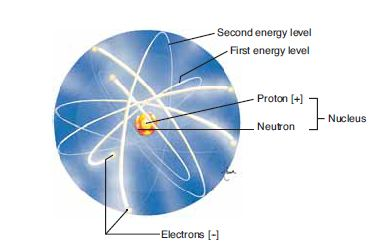 Second energy level
First energy level
Proton [+]
Nucleus
Neutron
Electrons [-]